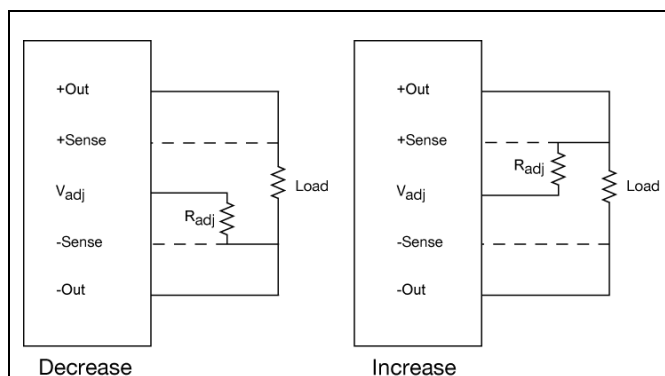 +Out
+Sense
Vadj
Radj
-Sense
-Out
Load
Decrease
+Out
+Sense
Radj
Vadj
-Sense
-Out
Load
Increase